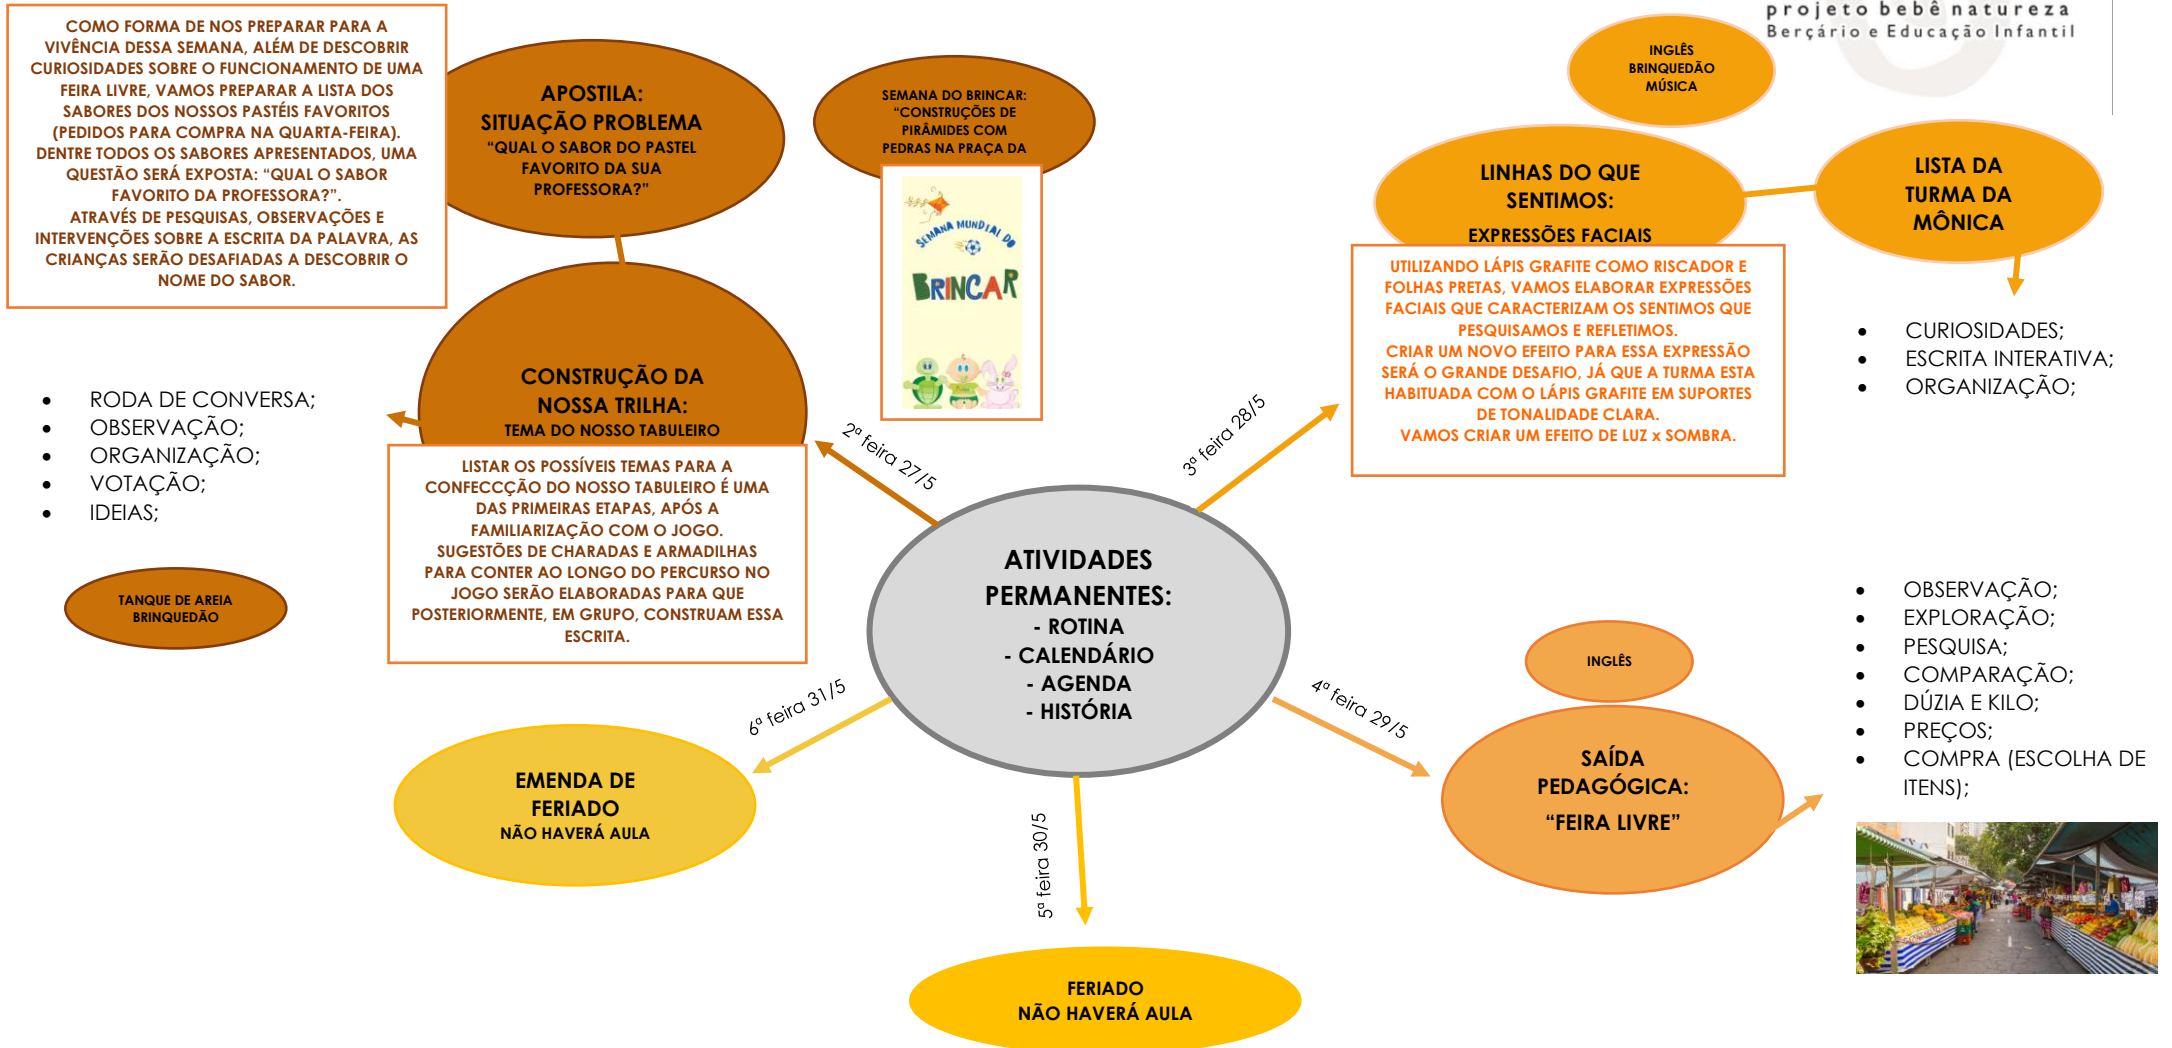 COMO FORMA DE NOS PREPARAR PARA A
VIVÊNCIA DESSA SEMANA, ALÉM DE DESCOBRIR
CURIOSIDADES SOBRE O FUNCIONAMENTO DE UMA
FEIRA LIVRE, VAMOS PREPARAR A LISTA DOS
SABORES DOS NOSSOS PASTÉIS FAVORITOS
(PEDIDOS PARA COMPRA NA QUARTA-FEIRA).
DENTRE TODOS OS SABORES APRESENTADOS, UMA
QUESTÃO SERÁ EXPOSTA: “QUAL O SABOR
FAVORITO DA PROFESSORA?”.
ATRAVÉS DE PESQUISAS, OBSERVAÇÕES E
INTERVENÇÕES SOBRE A ESCRITA DA PALAVRA, AS
CRIANÇAS SERÃO DESAFIADAS A DESCOBRIR O
NOME DO SABOR.
APOSTILA:
SITUAÇÃO PROBLEMA
“QUAL O SABOR DO PASTEL
FAVORITO DA SUA
PROFESSORA?”
SEMANA DO BRINCAR:
“CONSTRUÇÕES DE
PIRÂMIDES COM
PEDRAS NA PRAÇA DA
SEMANA MUNDIAL DO
BRINCAR
projeto bebê natureza
Berçário e Educação Infantil
INGLÊS
BRINQUEDÃO
MÚSICA
LINHAS DO QUE
SENTIMOS:
EXPRESSÕES FACIAIS
LISTA DA
TURMA DA
MÔNICA
UTILIZANDO LÁPIS GRAFITE COMO RISCADOR E
FOLHAS PRETAS, VAMOS ELABORAR EXPRESSÕES
FACIAIS QUE CARACTERIZAM OS SENTIMOS QUE
PESQUISAMOS E REFLETIMOS.
CRIAR UM NOVO EFEITO PARA ESSA EXPRESSÃO
SERÁ O GRANDE DESAFIO, JÁ QUE A TURMA ESTA
HABITUADA COM O LÁPIS GRAFITE EM SUPORTES
DE TONALIDADE CLARA.
VAMOS CRIAR UM EFEITO DE LUZ x SOMBRA.
• CURIOSIDADES;
• ESCRITA INTERATIVA;
• ORGANIZAÇÃO;
• RODA DE CONVERSA;
• OBSERVAÇÃO;
• ORGANIZAÇÃO;
• VOTAÇÃO;
• IDEIAS;
CONSTRUÇÃO DA
NOSSA TRILHA:
TEMA DO NOSSO TABULEIRO
LISTAR OS POSSÍVEIS TEMAS PARA A
CONFECCÇÃO DO NOSSO TABULEIRO É UMA
DAS PRIMEIRAS ETAPAS, APÓS A
FAMILIARIZAÇÃO COM O JOGO.
SUGESTÕES DE CHARADAS E ARMADILHAS
PARA CONTER AO LONGO DO PERCURSO NO
JOGO SERÃO ELABORADAS PARA QUE
POSTERIORMENTE, EM GRUPO, CONSTRUAM ESSA
ESCRITA.
TANQUE DE AREIA
BRINQUEDÃO
2ª feira 27/5
3ª feira 28/5
ATIVIDADES
PERMANENTES:
- ROTINA
- CALENDÁRIO
- AGENDA
- HISTÓRIA
4ª feira 29/5
5ª feira 30/5
6ª feira 31/5
INGLÊS
SAÍDA
PEDAGÓGICA:
“FEIRA LIVRE”
• OBSERVAÇÃO;
• EXPLORAÇÃO;
• PESQUISA;
• COMPARAÇÃO;
• DÚZIA E KILO;
• PREÇOS;
• COMPRA (ESCOLHA DE
ITENS);
EMENDA DE
FERIADO
NÃO HAVERÁ AULA
FERIADO
NÃO HAVERÁ AULA